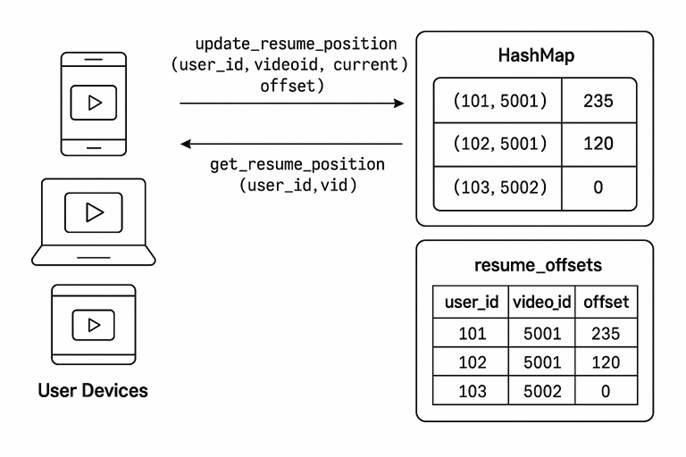 update_resume_position
(user_id, videoid, current)
offset)
get_resume_position
(user_id,vid)
User Devices
HashMap
(101, 5001) 235
(102, 5001) 120
(103, 5002) 0
resume_offsets
user_id video_id offset
101 5001 235
102 5001 120
103 5002 0